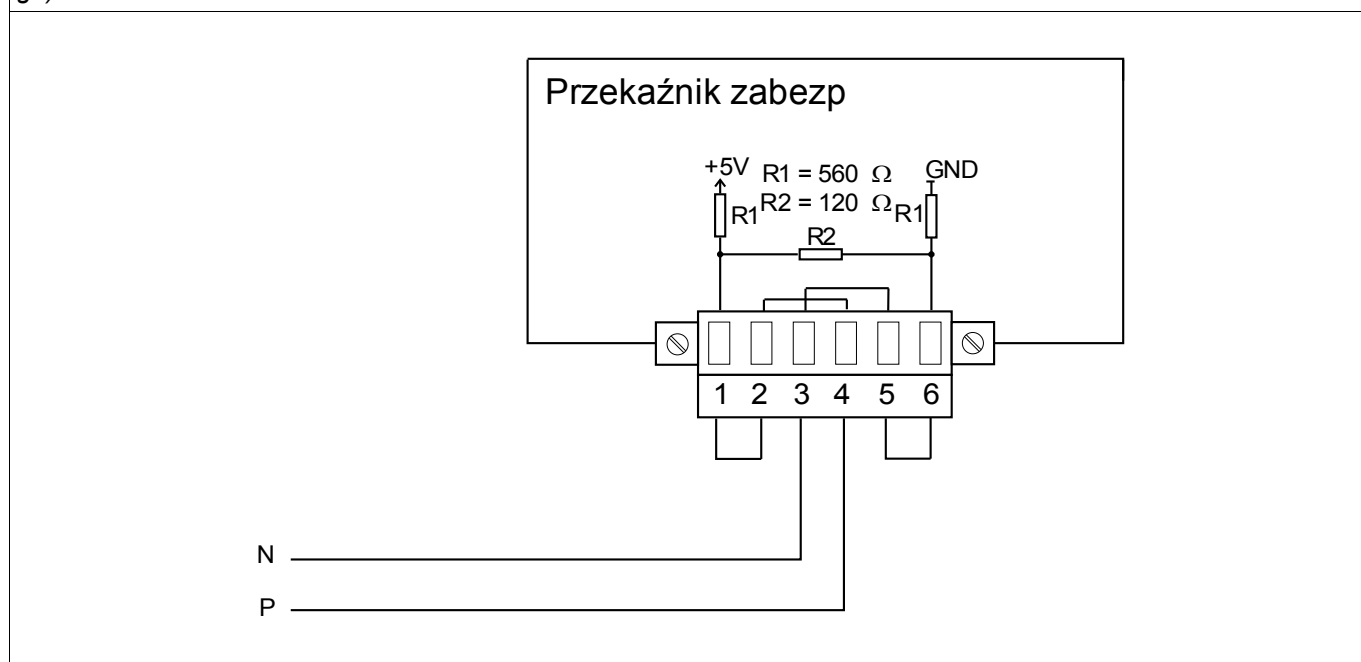 Przekaźnik zabezp
+5V R1 = 560 Ω GND
R1 R2 = 120 Ω R1
R2
1 2 3 4 5 6
N
P